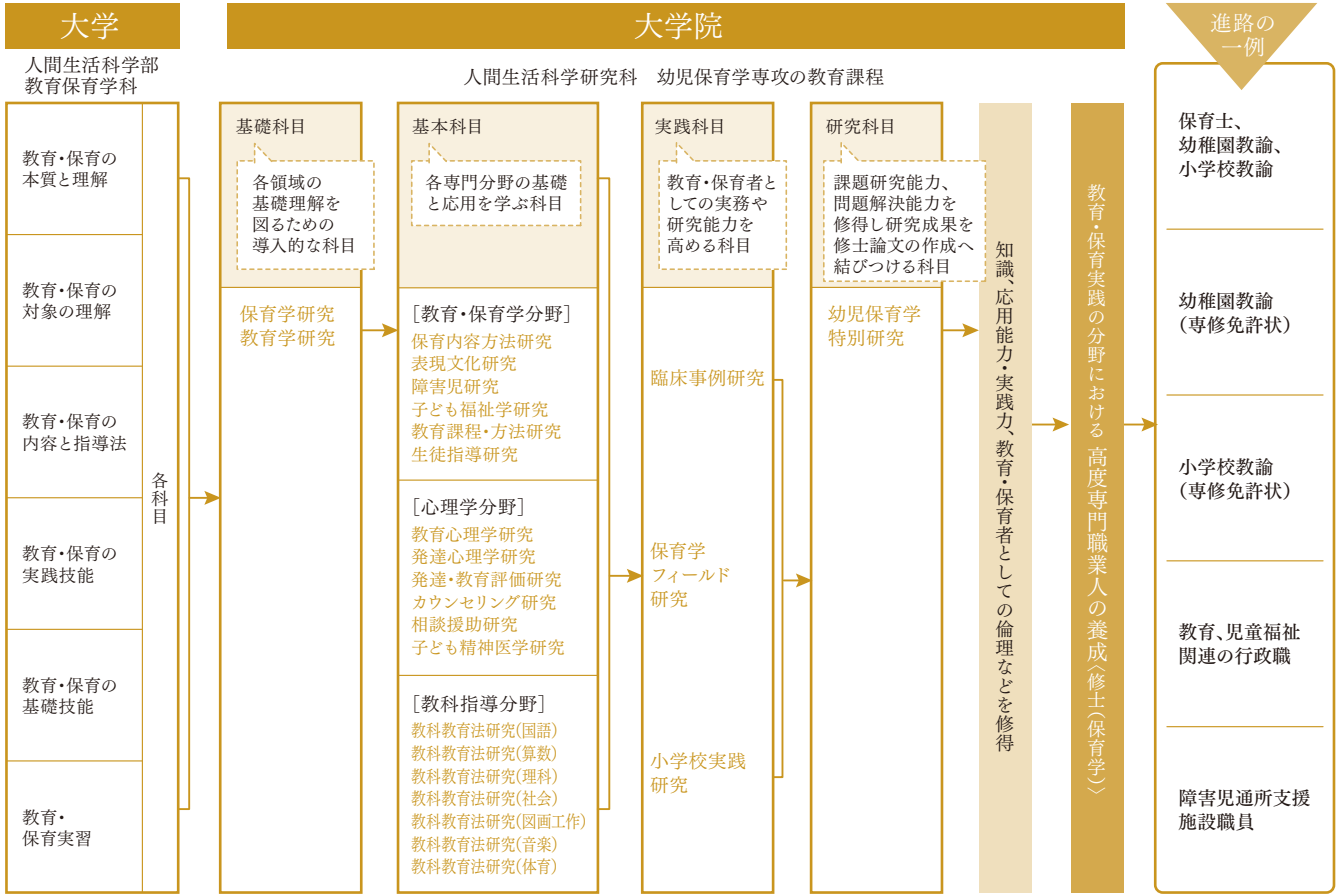 大学
人間生活科学部
教育保育学科
教育・保育の
本質と理解
教育・保育の
対象の理解
教育・保育の
内容と指導法
教育・保育の
実践技能
教育・保育の
基礎技能
教育・
保育実習
各科目
大学院
人間生活科学研究科　幼児保育学専攻の教育課程
基礎科目
各領域の
基礎理解を
図るための
導入的な科目
保育学研究
教育学研究
基本科目
各専門分野の基礎
と応用を学ぶ科目
[教育・保育学分野]
保育内容方法研究
表現文化研究
障害児研究
子ども福祉学研究
教育課程・方法研究
生徒指導研究
[心理学分野]
教育心理学研究
発達心理学研究
発達・教育評価研究
カウンセリング研究
相談援助研究
子ども精神医学研究
[教科指導分野]
教科教育法研究(国語)
教科教育法研究(算数)
教科教育法研究(理科)
教科教育法研究(社会)
教科教育法研究(図画工作)
教科教育法研究(音楽)
教科教育法研究(体育)
実践科目
教育・保育者と
しての実務や
研究能力を
高める科目
臨床事例研究
保育学
フィールド
研究
小学校実践
研究
研究科目
課題研究能力、
問題解決能力を
修得し研究成果を
修士論文の作成へ
結びつける科目
幼児保育学
特別研究
知識、応用能力・実践力、教育・保育者としての倫理などを修得
教育・保育実践の分野における 高度専門職業人の養成〈修士(保育学)〉
進路の
一例
保育士、
幼稚園教諭、
小学校教諭
幼稚園教諭
(専修免許状)
小学校教諭
(専修免許状)
教育、児童福祉
関連の行政職
障害児通所支援
施設職員